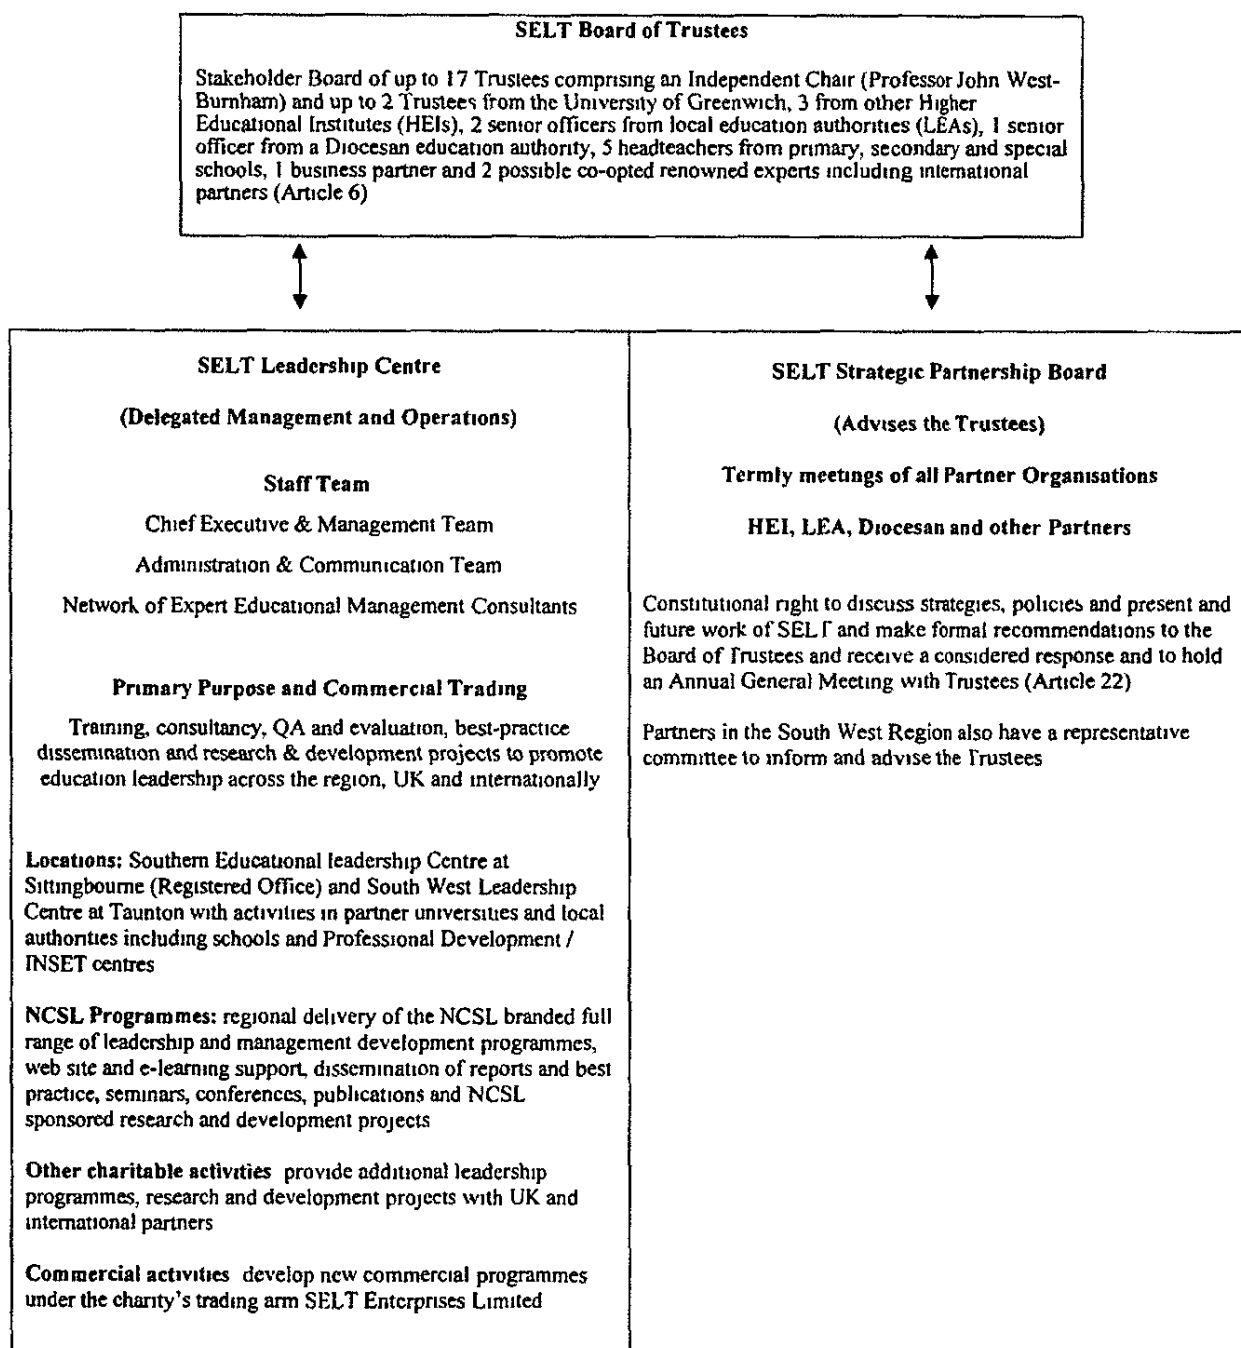 SELT Board of Trustees
Stakeholder Board of up to 17 Trustees comprising an Independent Chair (Professor John West-
Burnham) and up to 2 Trustees from the University of Greenwich, 3 from other Higher
Educational Institutes (HEIs), 2 senior officers from local education authorities (LEAs), 1 senior
officer from a Diocesan education authority, 5 headteachers from primary, secondary and special
schools, 1 business partner and 2 possible co-opted renowned experts including international
partners (Article 6)
SELT Leadership Centre
(Delegated Management and Operations)
Staff Team
Chief Executive & Management Team
Administration & Communication Team
Network of Expert Educational Management Consultants
Primary Purpose and Commercial Trading
Training, consultancy, QA and evaluation, best-practice
dissemination and research & development projects to promote
education leadership across the region, UK and internationally
Locations: Southern Educational leadership Centre at
Sittingbourne (Registered Office) and South West Leadership
Centre at Taunton with activities in partner universities and local
authorities including schools and Professional Development /
INSET centres
NCSL Programmes: regional delivery of the NCSL branded full
range of leadership and management development programmes,
web site and e-learning support, dissemination of reports and best
practice, seminars, conferences, publications and NCSL
sponsored research and development projects
Other charitable activities provide additional leadership
programmes, research and development projects with UK and
international partners
Commercial activities develop new commercial programmes
under the charity's trading arm SELT Enterprises Limited
SELT Strategic Partnership Board
(Advises the Trustees)
Termly meetings of all Partner Organisations
HEI, LEA, Diocesan and other Partners
Constitutional right to discuss strategies, policies and present and
future work of SELT and make formal recommendations to the
Board of Trustees and receive a considered response and to hold
an Annual General Meeting with Trustees (Article 22)
Partners in the South West Region also have a representative
committee to inform and advise the Trustees